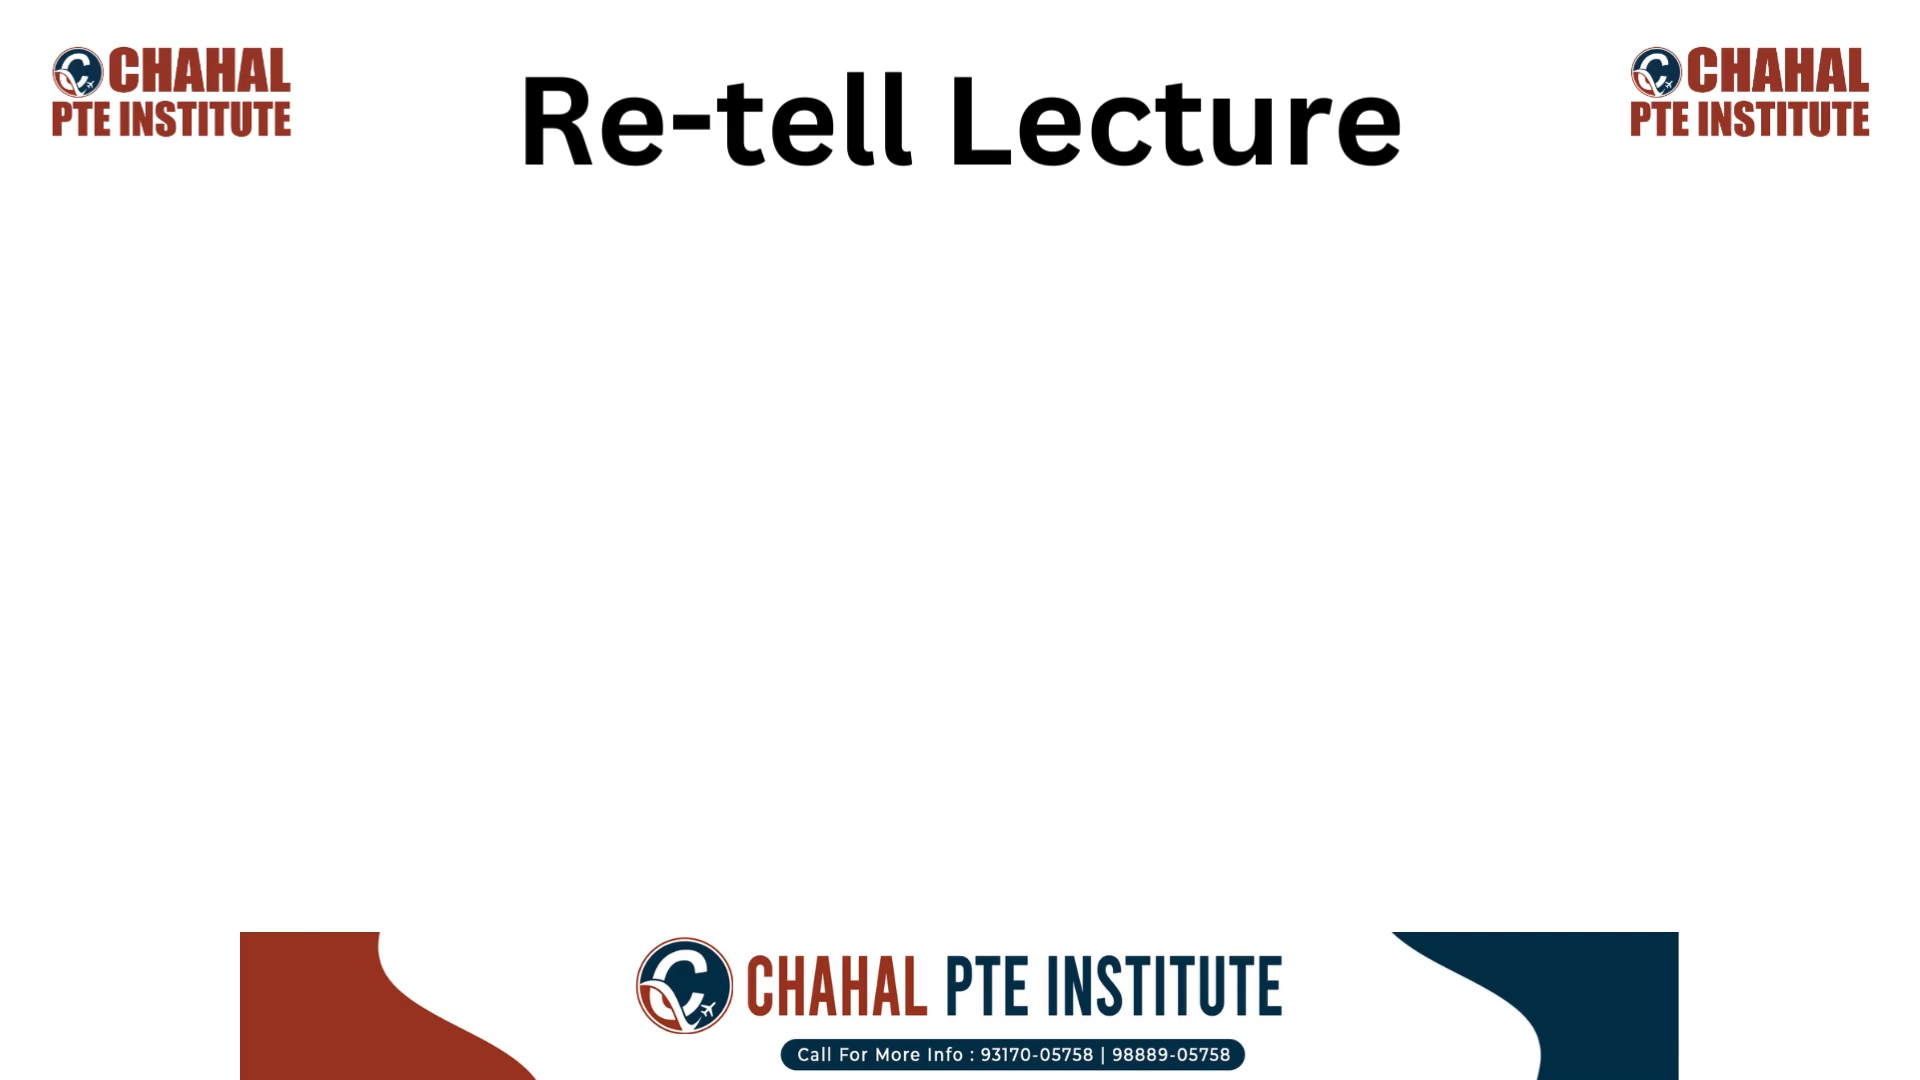 CHAHAL
PTE INSTITUTE
Re-tell Lecture
CHAHAL
PTE INSTITUTE
CHAHAL PTE INSTITUTE
Call For More Info : 93170-05758 | 98889-05758